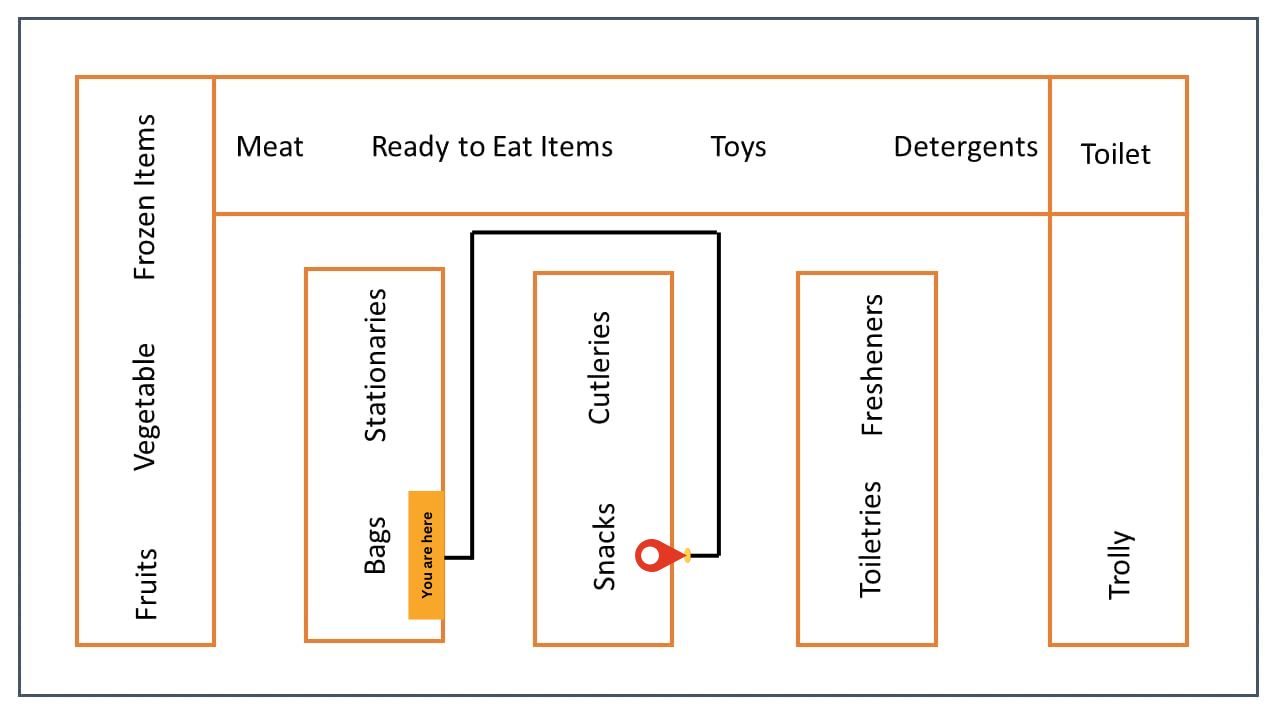 Frozen Items
Vegetable
Fruits
Meat
Ready to Eat Items
Toys
Detergents
Toilet
Stationaries
Bags
You are here
Cutleries
Snacks
Fresheners
Toiletries
Trolly